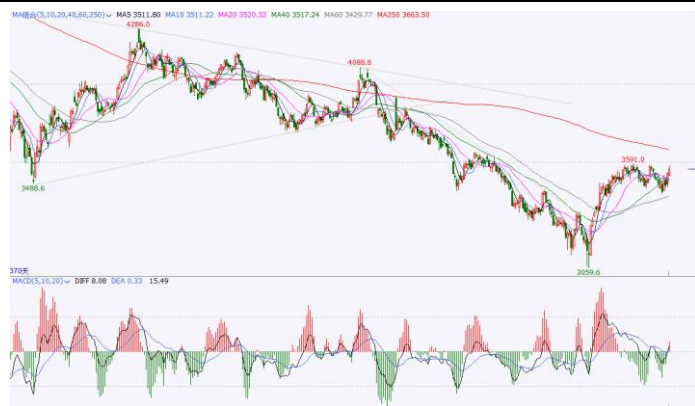 MA组合(5,10,20,40,60,250) MA5 3511.80 MA10 3511.22 MA20 3520.32 MA40 3517.24 MA60 3429.77 MA250 3663.50
4286.0
4088.8
3591.0
3488.6
3059.6
370天
MACD(5,10,20) DIFF 8.08 DEA 0.33 15.49